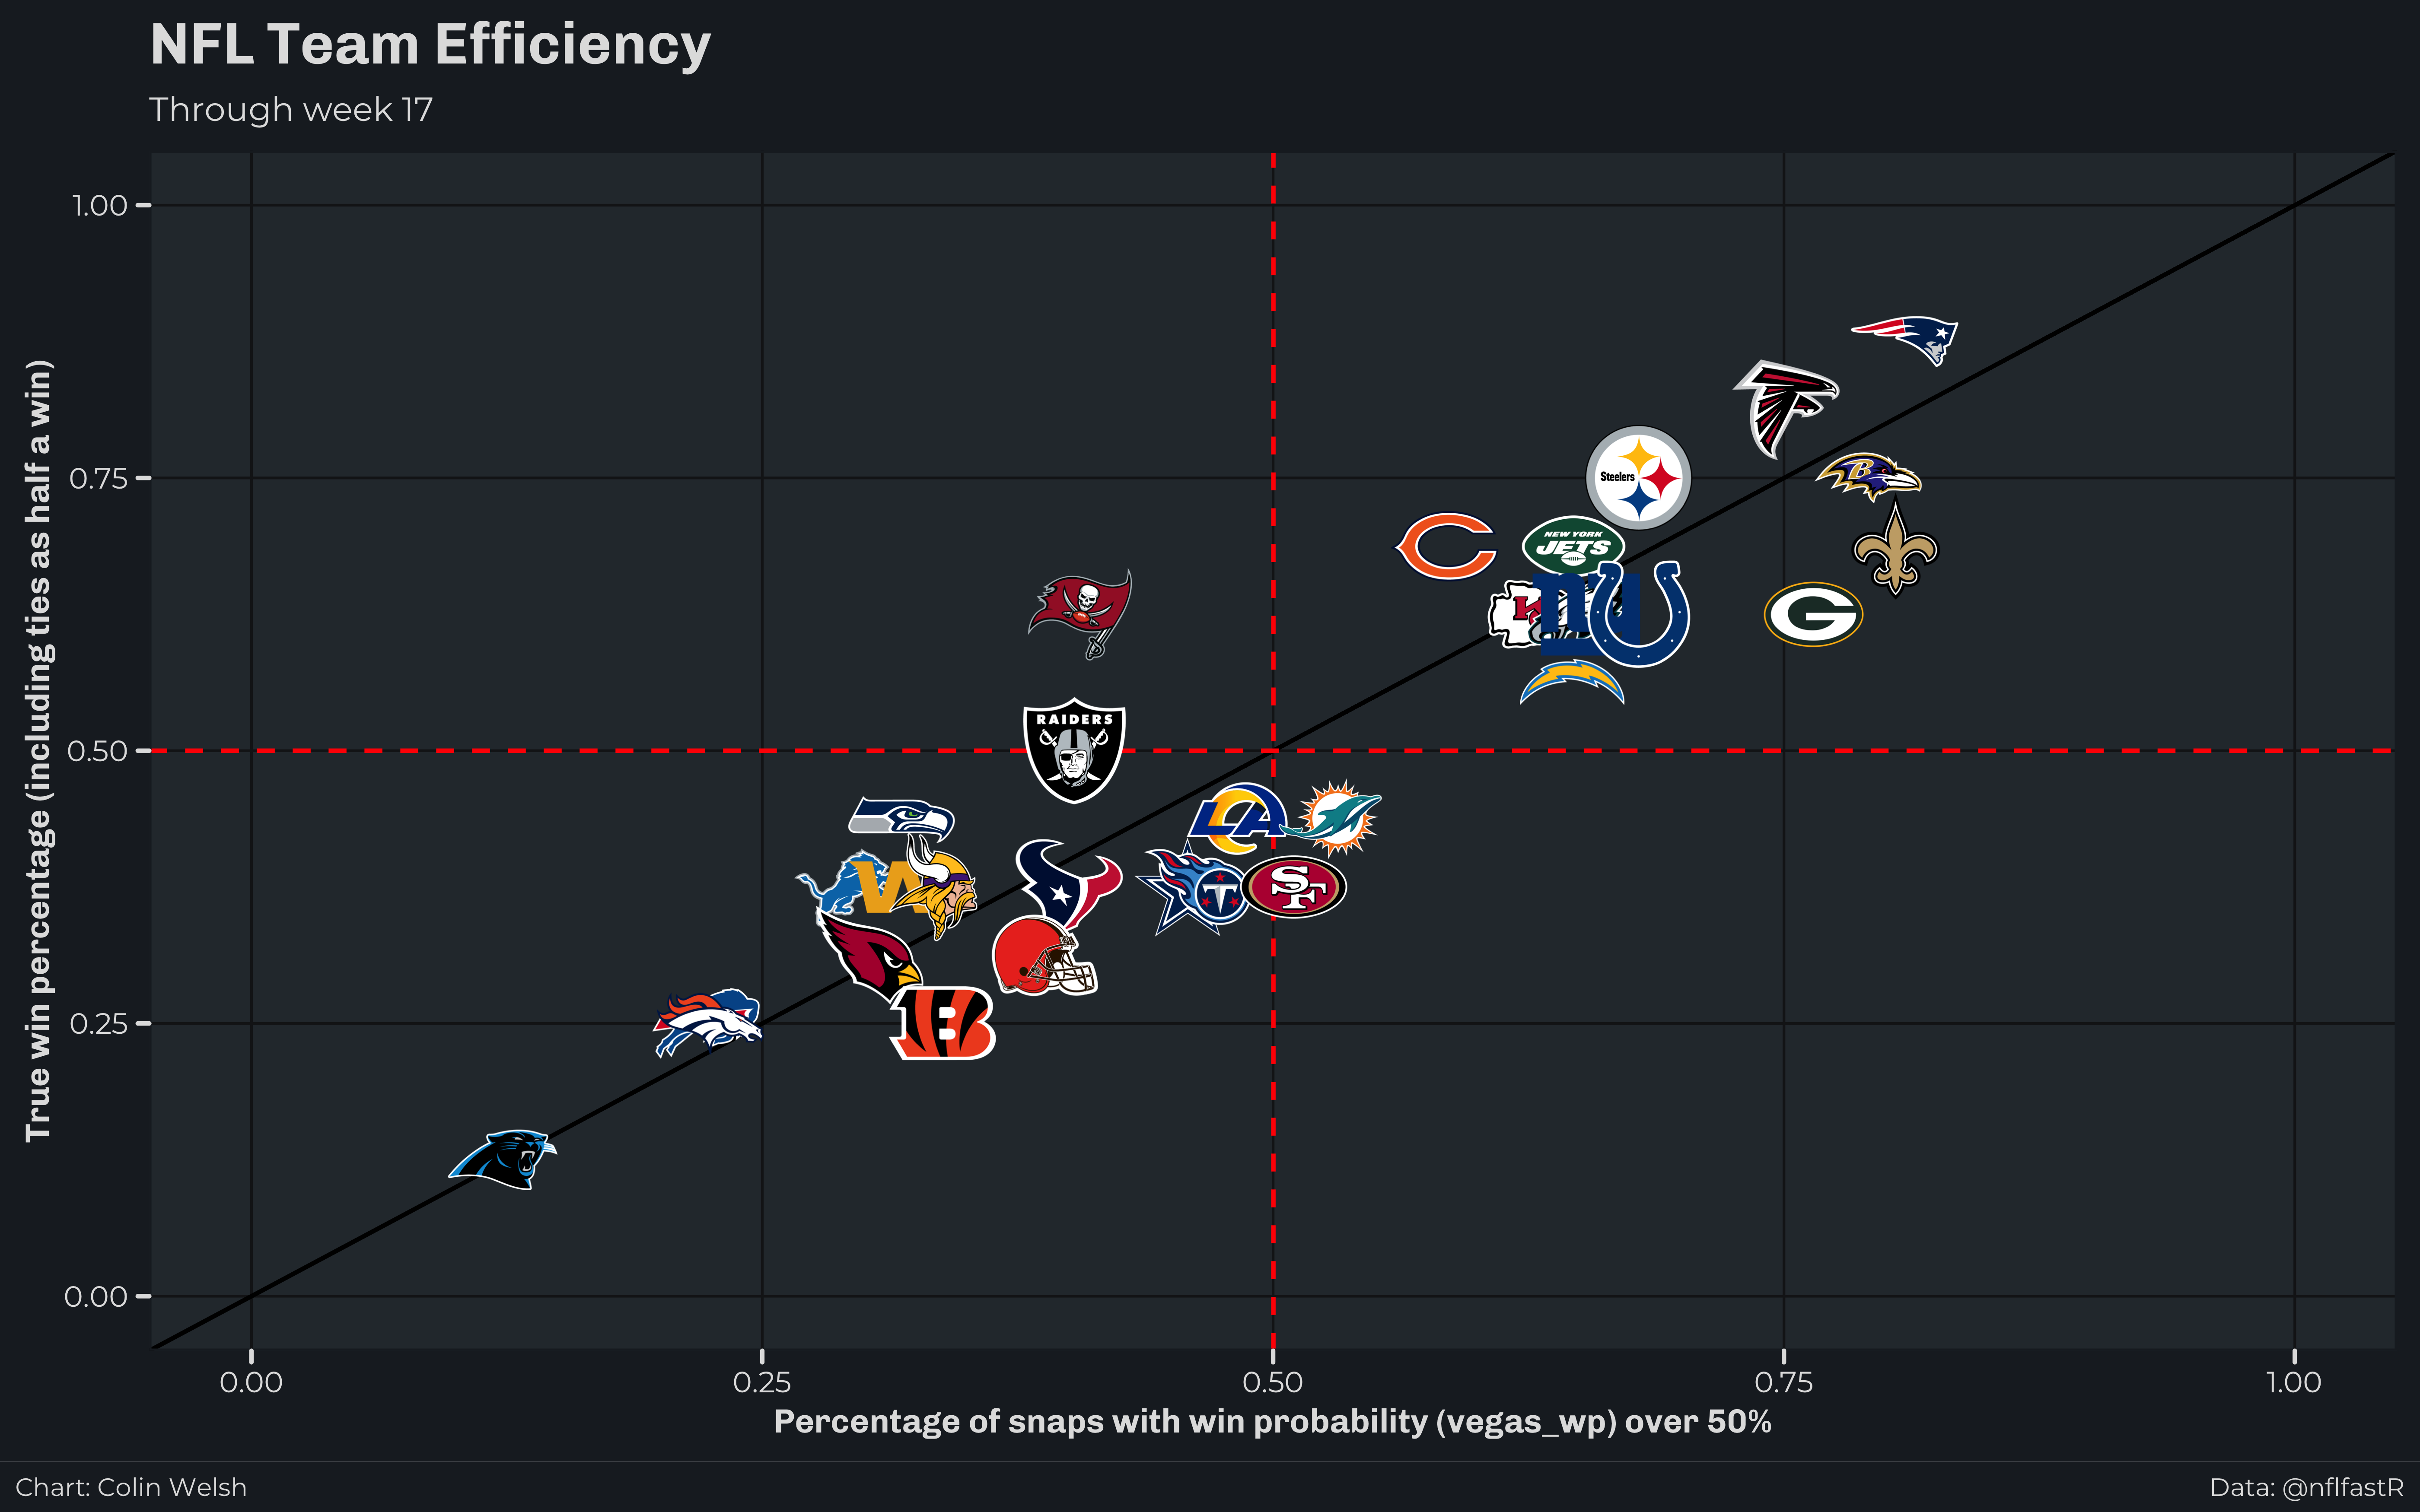 NFL Team Efficiency
Through week 17
True win percentage (including ties as half a win)
1.00
0.75
0.50
0.25
0.00
Steelers
NEW YORK
JETS
RAIDERS
0.00
0.25
0.50
0.75
1.00
Percentage of snaps with win probability (vegas_wp) over 50%
Chart: Colin Welsh
Data: @nflfastR
B
C
G
LA
SF
T
W
B